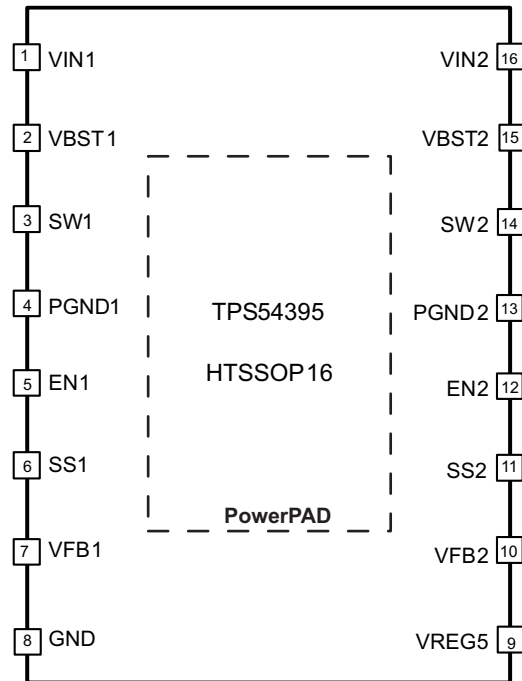 1 VIN1 VIN2 16
2 VBST1 VBST2 15
3 SW1 SW2 14
4 PGND1 PGND2 13
TPS54395
HTSSOP16
5 EN1 EN2 12
6 SS1 SS2 11
PowerPAD
7 VFB1 VFB2 10
8 GND VREG5 9